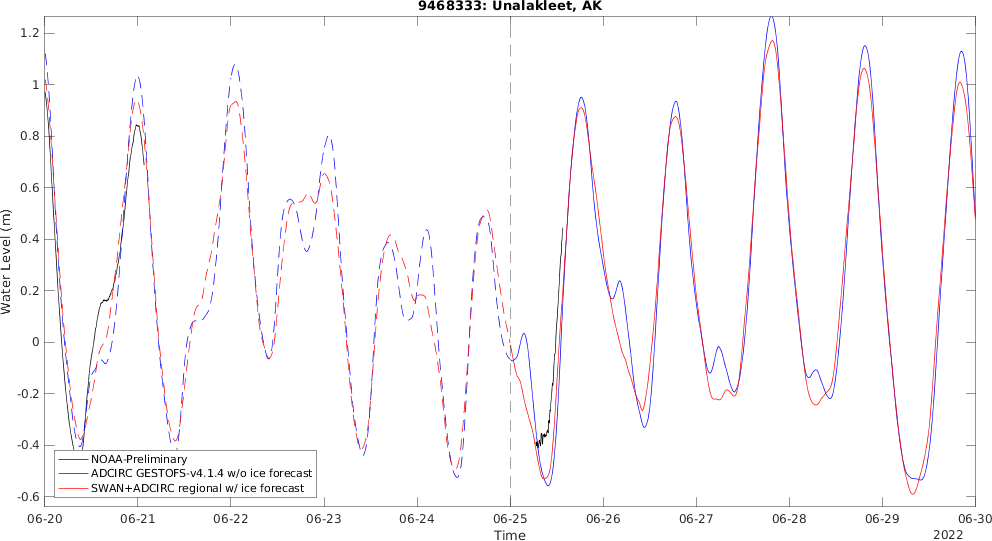 9468333: Unalakleet, AK
Water Level (m)
1.2
1
0.8
0.6
0.4
0.2
0
-0.2
-0.4
-0.6
NOAA-Preliminary
ADCIRC GESTOFS-v4.1.4 w/o ice forecast
SWAN+ADCIRC regional w/ ice forecast
06-20 06-21 06-22 06-23 06-24 06-25 06-26 06-27 06-28 06-29 06-30
Time
2022